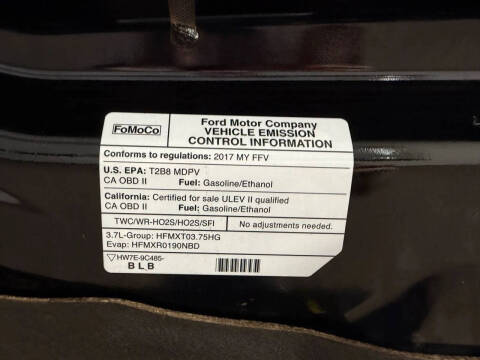 FoMoCo
Ford Motor Company
VEHICLE EMISSION
CONTROL INFORMATION
Conforms to regulations: 2017 MY FFV
U.S. EPA: T2B8 MDPV
CA OBD II Fuel: Gasoline/Ethanol
California: Certified for sale ULEV II qualified
CA OBD II Fuel: Gasoline/Ethanol
TWC/WR-HO2S/HO2S/SFI No adjustments needed.
3.7L-Group: HFMXT03.75HG
Evap: HFMXR0190NBD
HW7E-9C485-
BLB